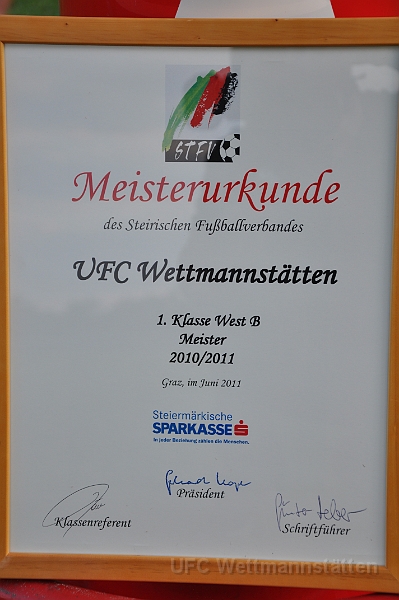 STFV
Meisterurkunde
des Steirischen Fußballverbandes
UFC Wettmannstätten
1. Klasse West B
Meister
2010/2011
Graz, im Juni 2011
Steiermärkische
SPARKASSE
In jeder Beziehung zählen die Menschen.
Präsident
Klassenreferent
Schriftführer
UFC Wettmannstätten